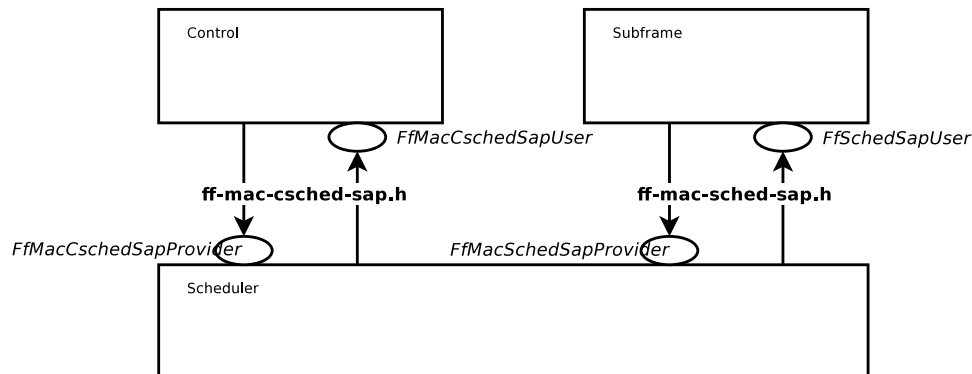 Control
Subframe
FfMacCschedSapUser
FfSchedSapUser
ff-mac-csched-sap.h
ff-mac-sched-sap.h
FfMacCschedSapProvider
FfMacSchedSapProvider
Scheduler